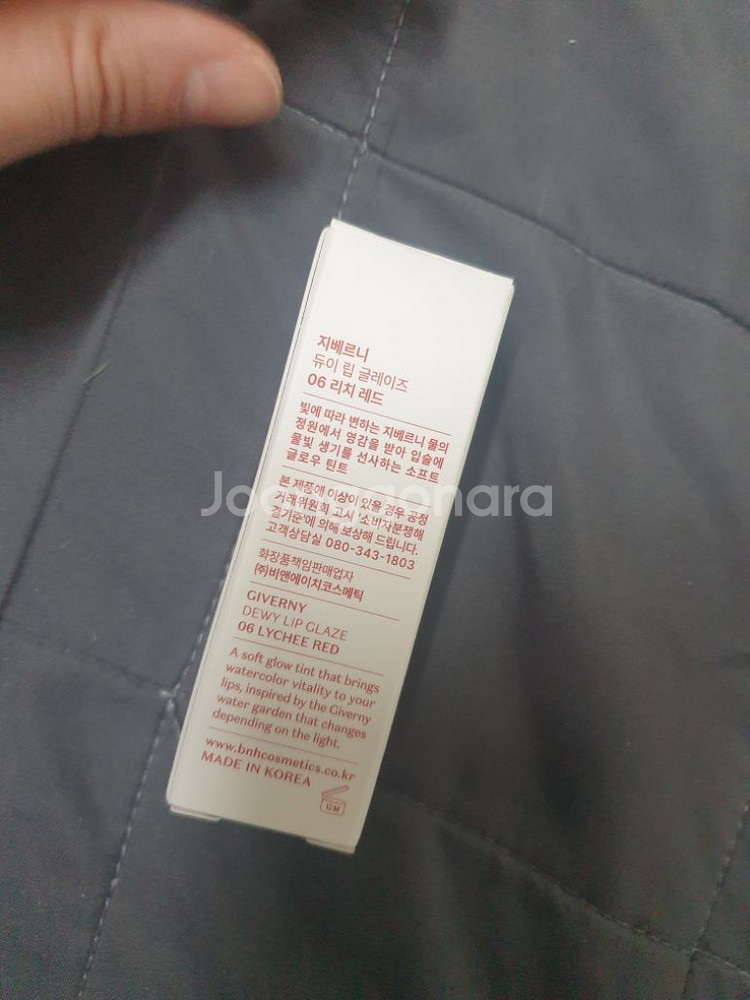 지베르니
듀이 립 글레이즈
06 리치 레드
빛에 따라 변하는 지베르니 물의
정원에서 영감을 받아 입술에
물빛 생기를 선사하는 소프트
글로우 틴트
본 제품에 이상이 있을 경우 공정
거래위원회 고시 '소비자분쟁해
결기준'에 의해 보상해 드립니다.
고객상담실 080-343-1803
화장품책임판매업자
(주)비앤에이치코스메틱
GIVERNY
DEWY LIP GLAZE
06 LYCHEE RED
A soft glow tint that brings
watercolor vitality to your
lips, inspired by the Giverny
water garden that changes
depending on the light.
www.bnhcosmetics.co.kr
MADE IN KOREA
12 M
Joonggonara